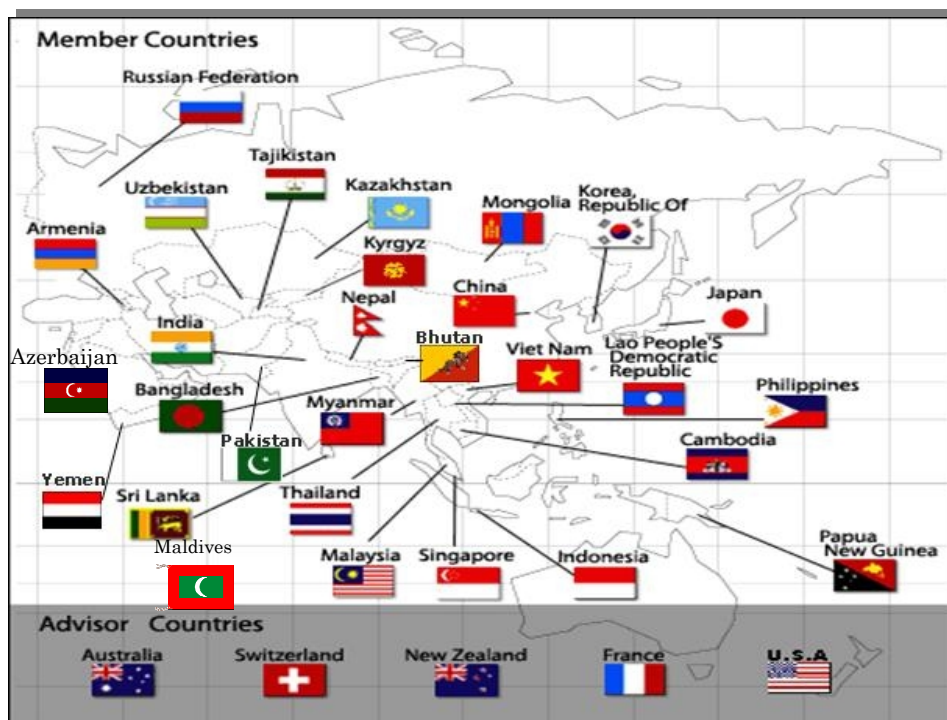 Member Countries
Russian Federation
Tajikistan
Uzbekistan
Kazakhstan
Mongolia
Korea,
Republic Of
Armenia
Kyrgyz
China
Nepal
Japan
India
Bhutan
Viet Nam
Lao People'S
Democratic
Republic
Azerbaijan
Bangladesh
Myanmar
Philippines
Pakistan
Cambodia
Yemen
Sri Lanka
Thailand
Maldives
Malaysia
Singapore
Indonesia
Papua
New Guinea
Advisor Countries
Australia
Switzerland
New Zealand
France
U.S.A